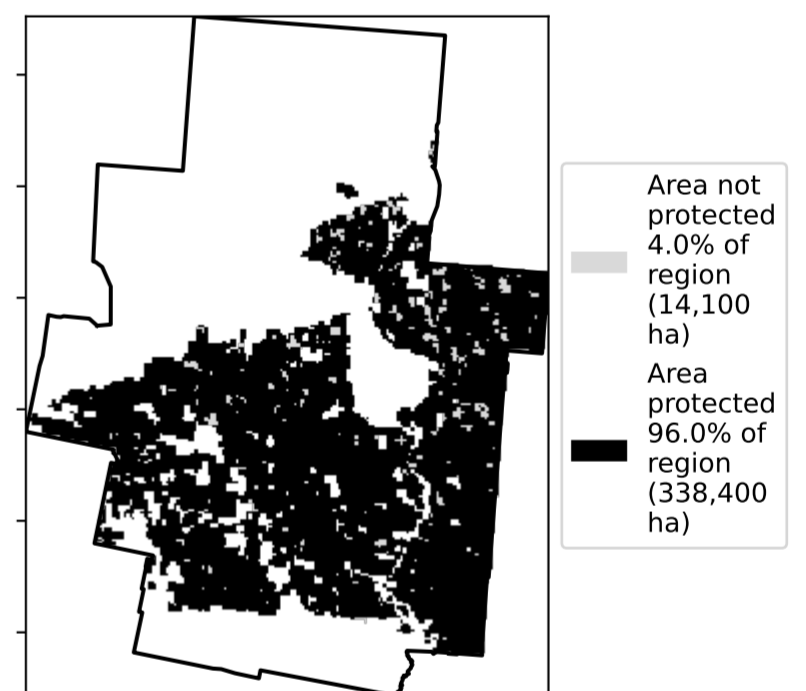 Area not
protected
4.0% of
region
(14,100
ha)
Area
protected
96.0% of
region
(338,400
ha)